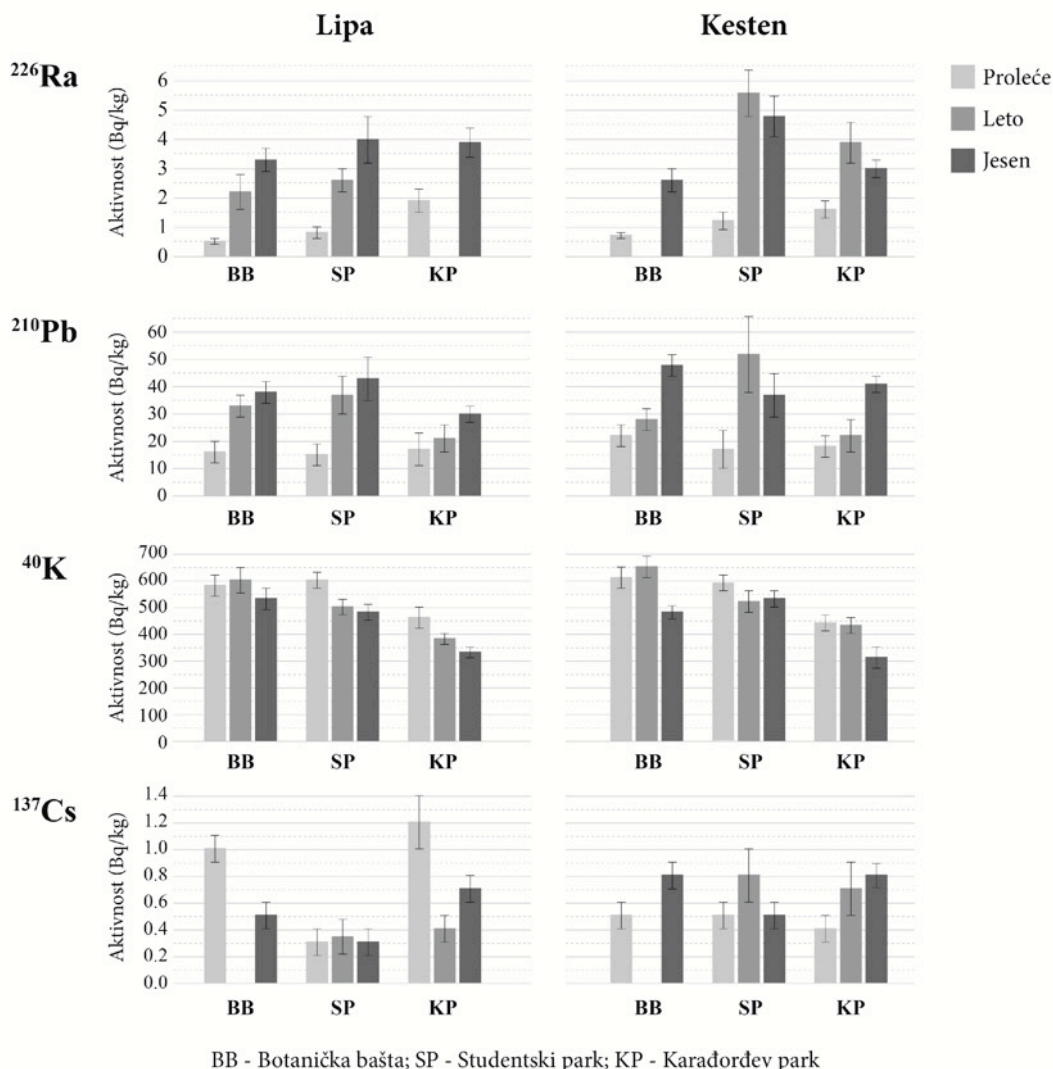 Lipa Kesten
²²⁶Ra
Aktivnost (Bq/kg)
6
5
4
3
2
1
0
BB SP KP
BB SP KP
Proleće
Leto
Jesen
²¹⁰Pb
Aktivnost (Bq/kg)
60
50
40
30
20
10
0
BB SP KP
BB SP KP
⁴⁰K
Aktivnost (Bq/kg)
700
600
500
400
300
200
100
0
BB SP KP
BB SP KP
¹³⁷Cs
Aktivnost (Bq/kg)
1.4
1.2
1.0
0.8
0.6
0.4
0.2
0.0
BB SP KP
BB SP KP
BB - Botanička bašta; SP - Studentski park; KP - Karađorđev park